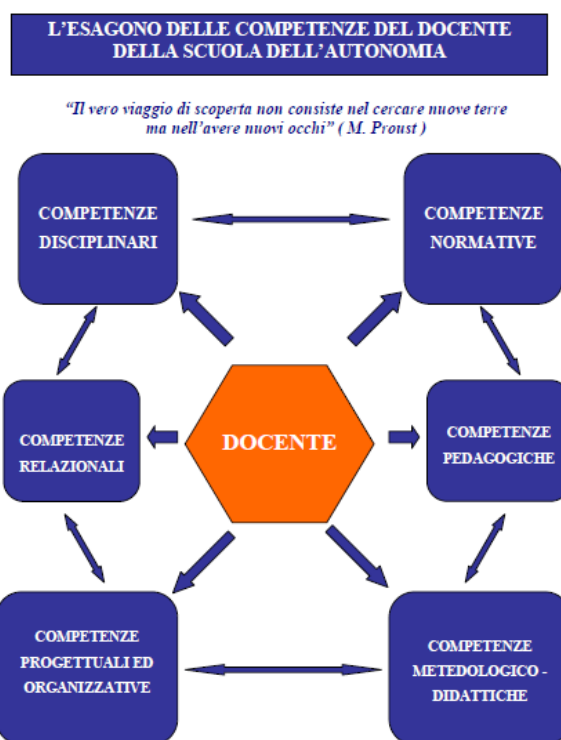 L'ESAGONO DELLE COMPETENZE DEL DOCENTE
DELLA SCUOLA DELL'AUTONOMIA
“Il vero viaggio di scoperta non consiste nel cercare nuove terre
ma nell'avere nuovi occhi” ( M. Proust )
COMPETENZE
DISCIPLINARI
COMPETENZE
NORMATIVE
COMPETENZE
RELAZIONALI
DOCENTE
COMPETENZE
PEDAGOGICHE
COMPETENZE
PROGETTUALI ED
ORGANIZZATIVE
COMPETENZE
METEDOLOGICO -
DIDATTICHE